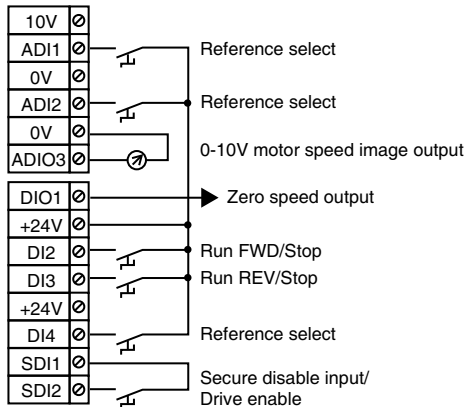 10V
ADI1 Reference select
0V
ADI2 Reference select
0V
ADIO3 0-10V motor speed image output
DIO1 Zero speed output
+24V
DI2 Run FWD/Stop
DI3 Run REV/Stop
+24V
DI4 Reference select
SDI1
SDI2 Secure disable input/
Drive enable